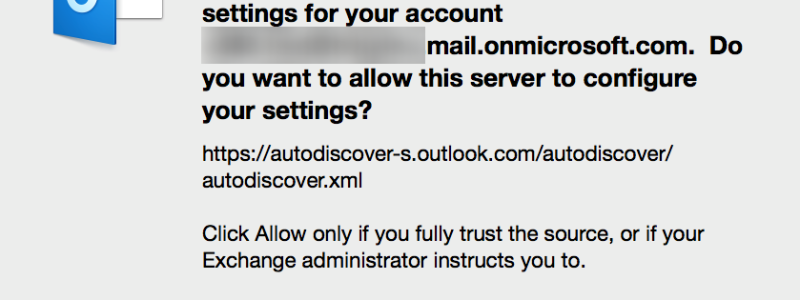 settings for your account
mail.onmicrosoft.com. Do
you want to allow this server to configure
your settings?
https://autodiscover-s.outlook.com/autodiscover/
autodiscover.xml
Click Allow only if you fully trust the source, or if your
Exchange administrator instructs you to.